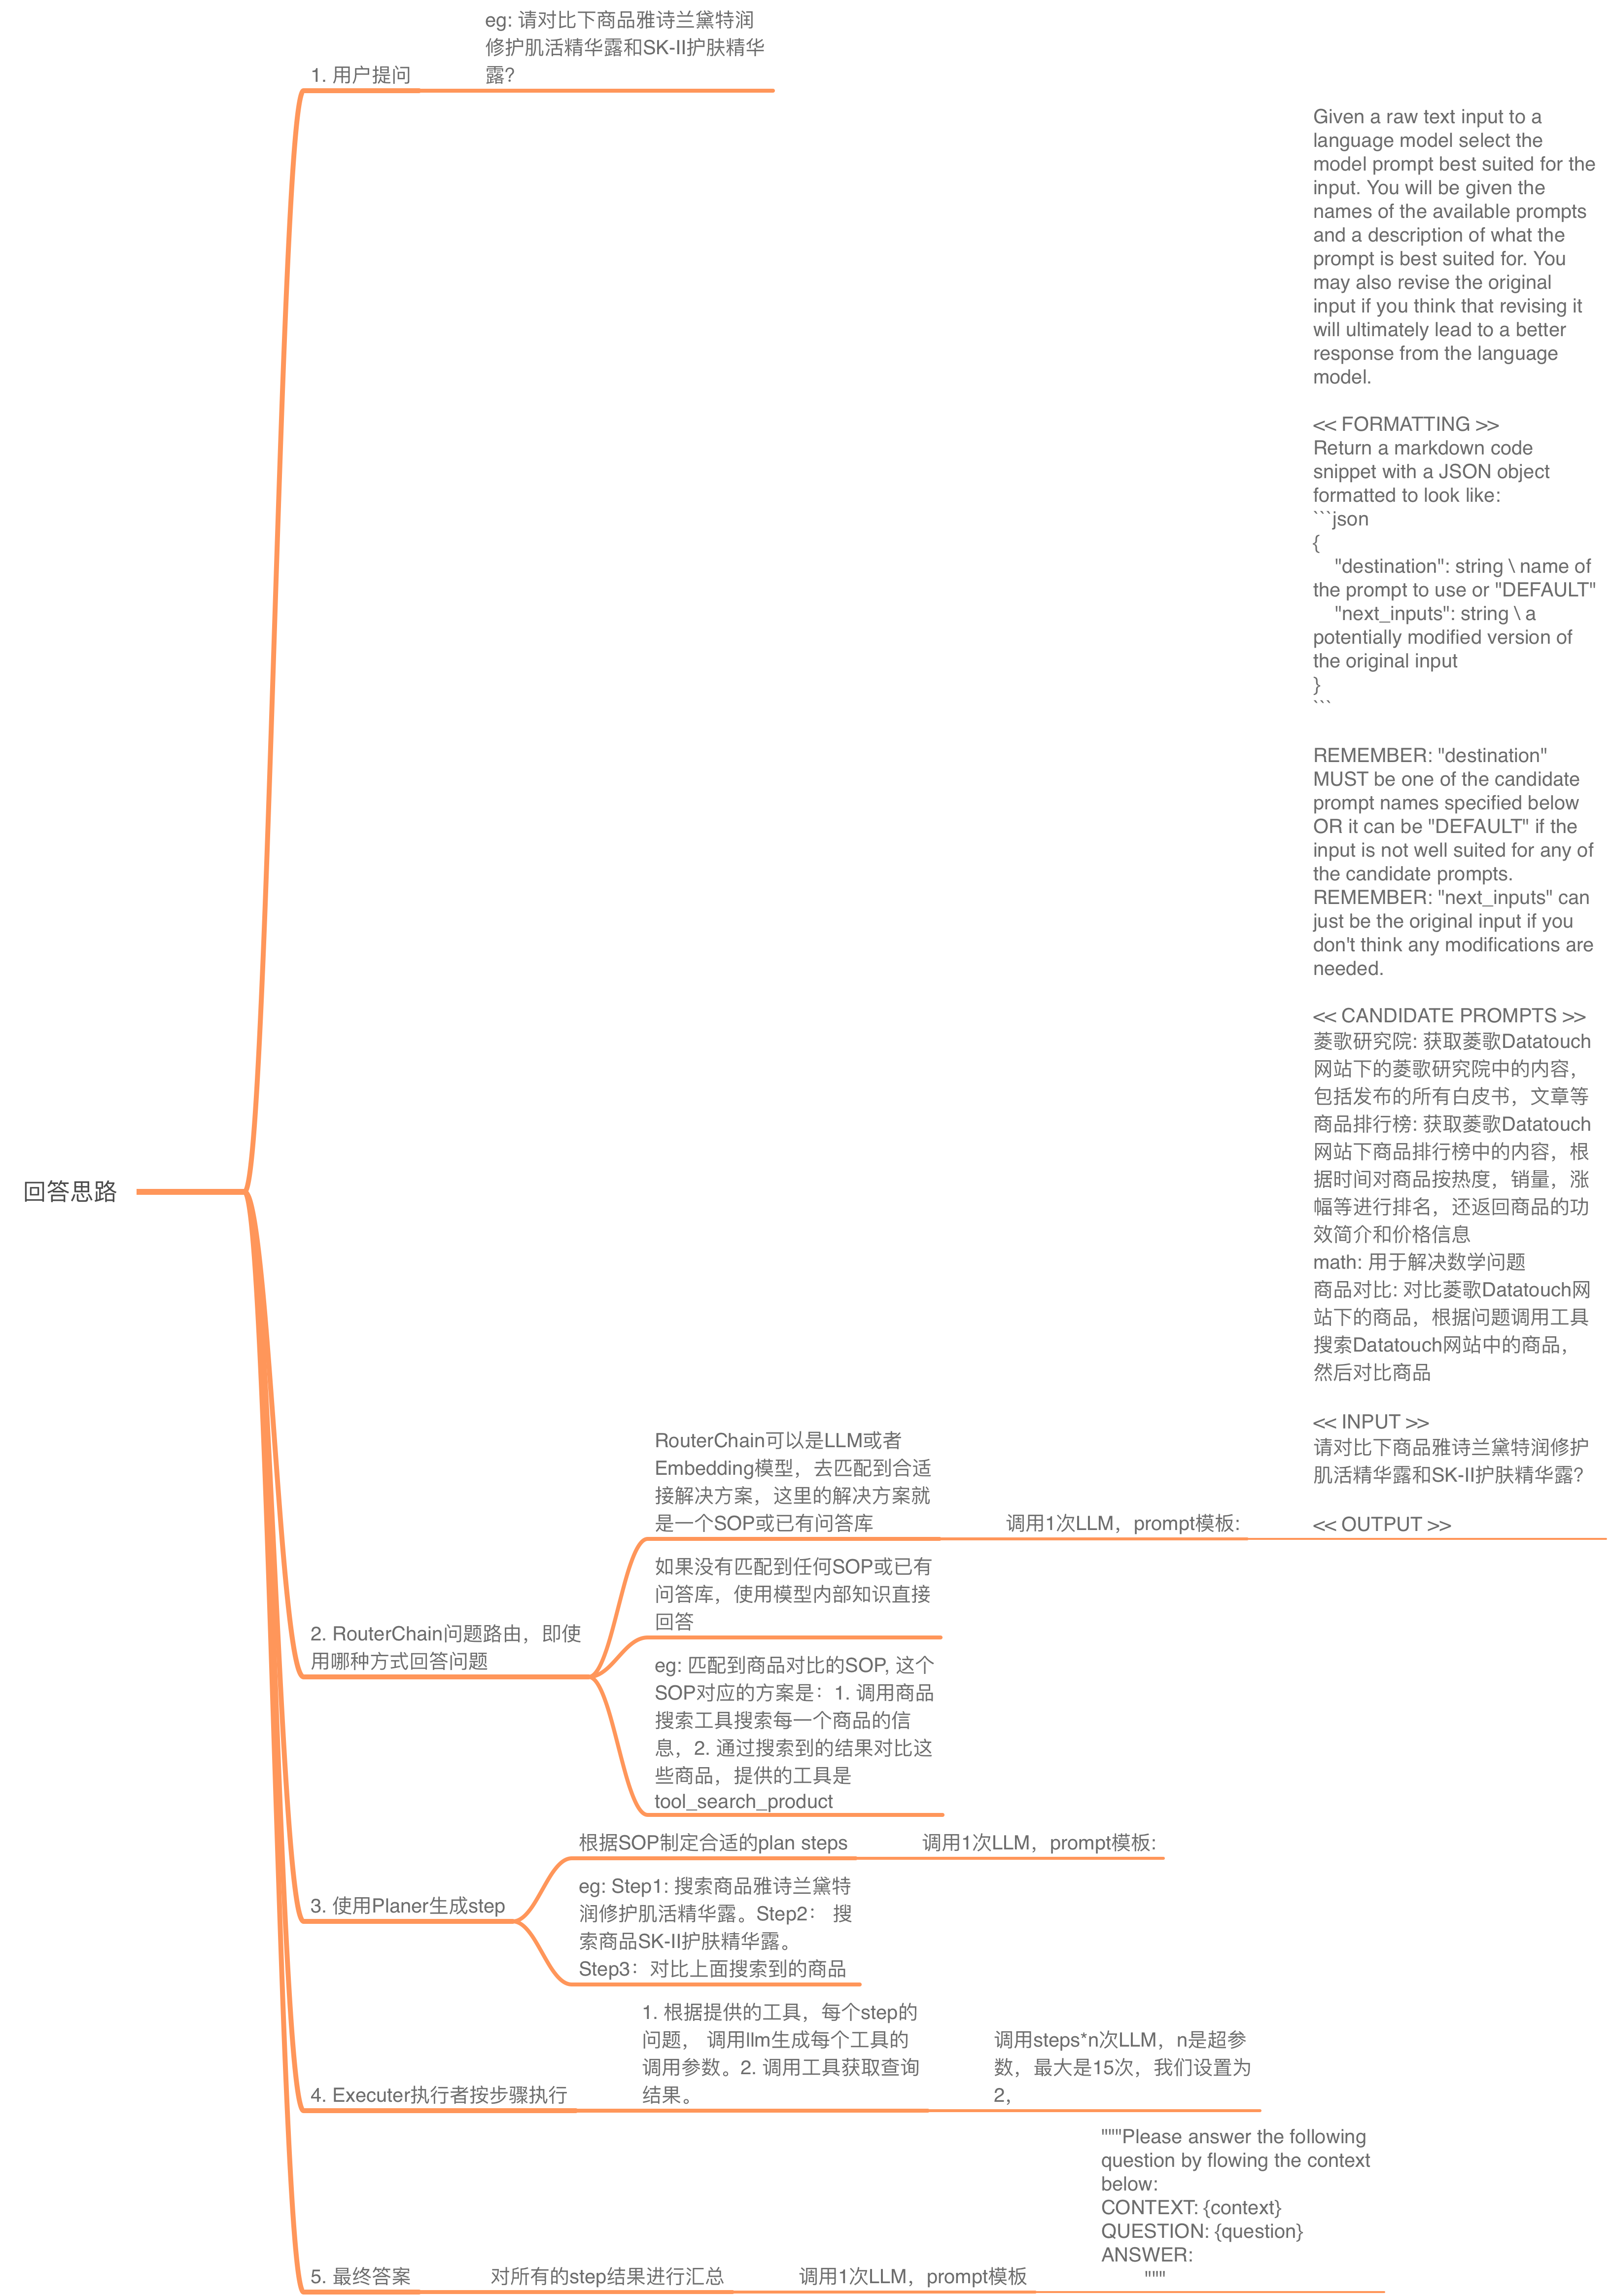 回答思路
1. 用户提问
eg: 请对比下商品雅诗兰黛特润
修护肌活精华露和SK-II护肤精华
露?
2. RouterChain问题路由，即使
用哪种方式回答问题
RouterChain可以是LLM或者
Embedding模型，去匹配到合适
接解决方案，这里的解决方案就
是一个SOP或已有问答库
调用1次LLM，prompt模板:
Given a raw text input to a
language model select the
model prompt best suited for the
input. You will be given the
names of the available prompts
and a description of what the
prompt is best suited for. You
may also revise the original
input if you think that revising it
will ultimately lead to a better
response from the language
model.
<< FORMATTING >>
Return a markdown code
snippet with a JSON object
formatted to look like:
```json
{
"destination": string \ name of
the prompt to use or "DEFAULT"
"next_inputs": string \ a
potentially modified version of
the original input
}
```
REMEMBER: "destination"
MUST be one of the candidate
prompt names specified below
OR it can be "DEFAULT" if the
input is not well suited for any of
the candidate prompts.
REMEMBER: "next_inputs" can
just be the original input if you
don't think any modifications are
needed.
<< CANDIDATE PROMPTS >>
菱歌研究院: 获取菱歌Datatouch
网站下的菱歌研究院中的内容，
包括发布的所有白皮书，文章等
商品排行榜: 获取菱歌Datatouch
网站下商品排行榜中的内容，根
据时间对商品按热度，销量，涨
幅等进行排名，还返回商品的功
效简介和价格信息
math: 用于解决数学问题
商品对比: 对比菱歌Datatouch网
站下的商品，根据问题调用工具
搜索Datatouch网站中的商品，
然后对比商品
<< INPUT >>
请对比下商品雅诗兰黛特润修护
肌活精华露和SK-II护肤精华露?
<< OUTPUT >>
如果没有匹配到任何SOP或已有
问答库，使用模型内部知识直接
回答
eg: 匹配到商品对比的SOP, 这个
SOP对应的方案是：1. 调用商品
搜索工具搜索每一个商品的信
息，2. 通过搜索到的结果对比这
些商品，提供的工具是
tool_search_product
3. 使用Planer生成step
根据SOP制定合适的plan steps
调用1次LLM，prompt模板:
eg: Step1: 搜索商品雅诗兰黛特
润修护肌活精华露。Step2： 搜
索商品SK-II护肤精华露。
Step3：对比上面搜索到的商品
4. Executer执行者按步骤执行
1. 根据提供的工具，每个step的
问题， 调用llm生成每个工具的
调用参数。2. 调用工具获取查询
结果。
调用steps*n次LLM，n是超参
数，最大是15次，我们设置为
2，
5. 最终答案
对所有的step结果进行汇总
调用1次LLM，prompt模板
"""Please answer the following
question by flowing the context
below:
CONTEXT: {context}
QUESTION: {question}
ANSWER:
"""